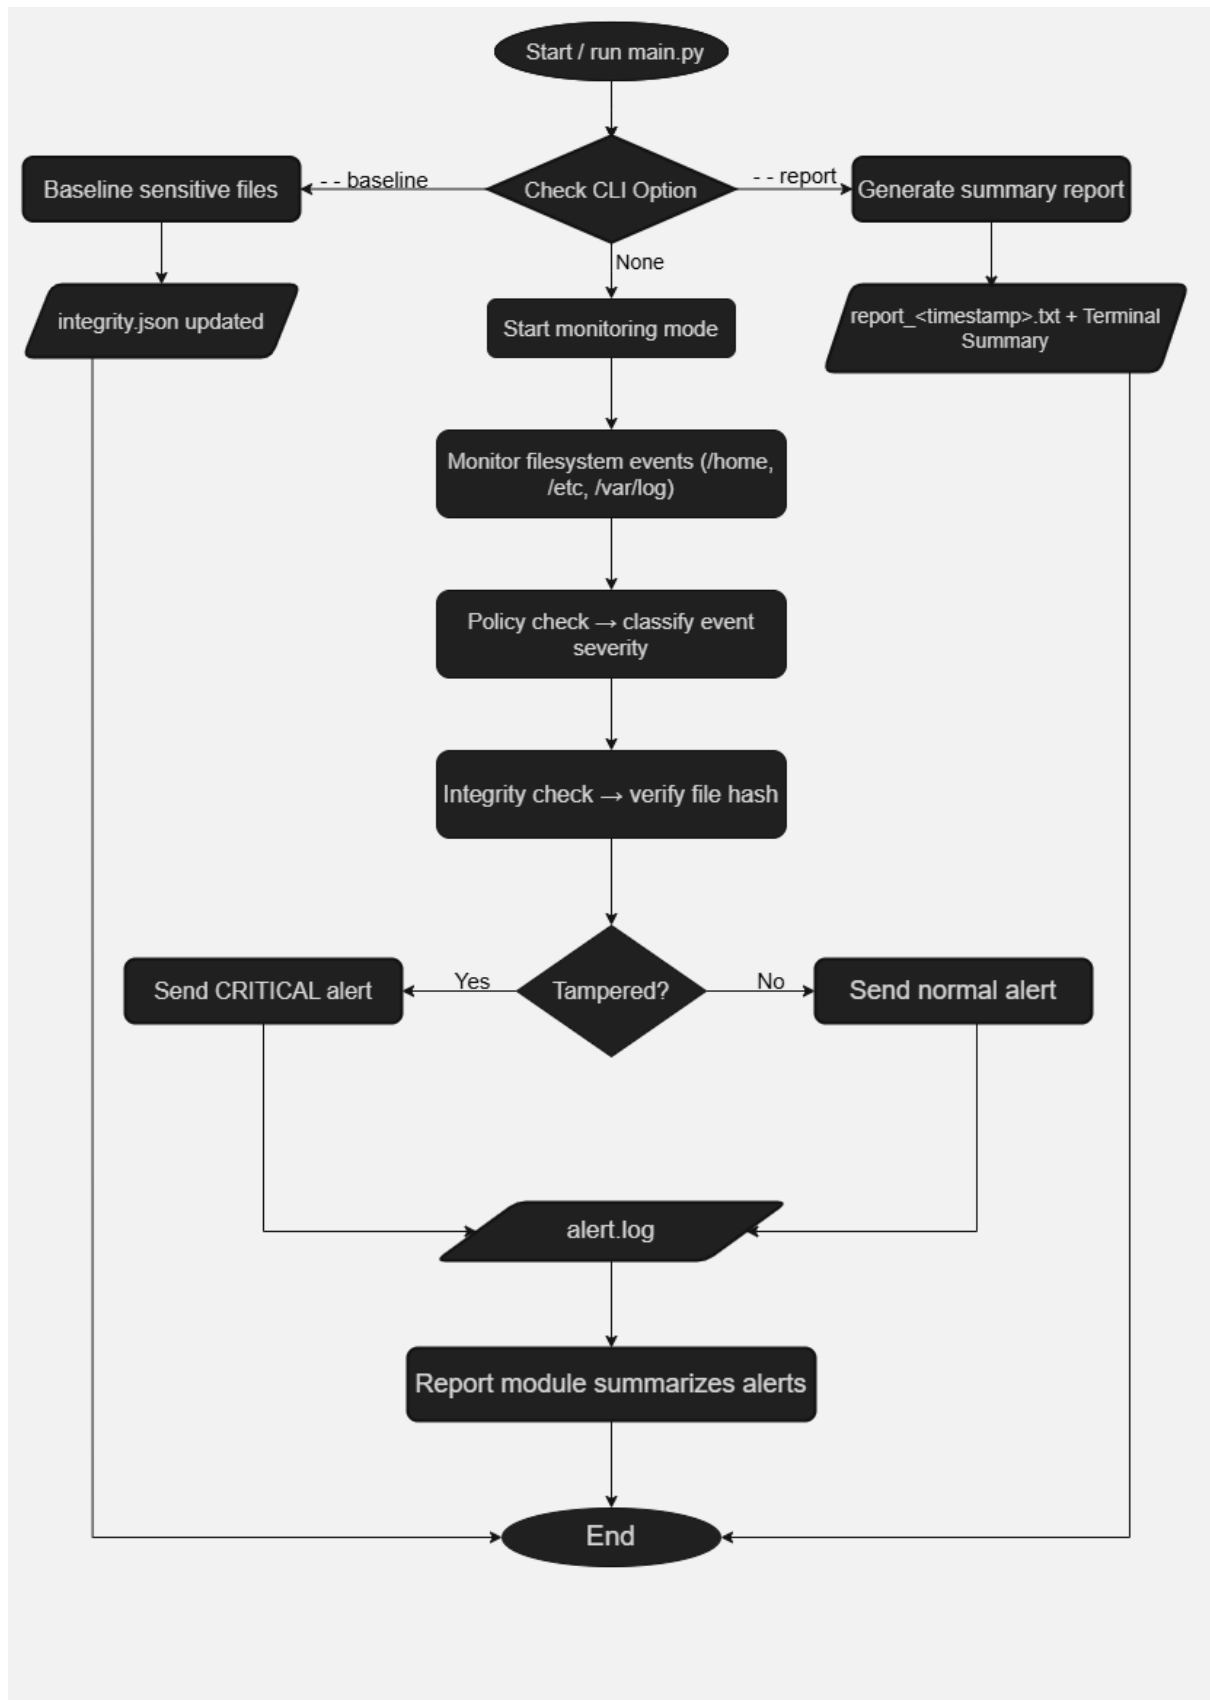 Start / run main.py
Baseline sensitive files
- - baseline
Check CLI Option
- - report
Generate summary report
None
integrity.json updated
Start monitoring mode
report_<timestamp>.txt + Terminal
Summary
Monitor filesystem events (/home,
/etc, /var/log)
Policy check → classify event
severity
Integrity check → verify file hash
Send CRITICAL alert
Yes
Tampered?
No
Send normal alert
alert.log
Report module summarizes alerts
End